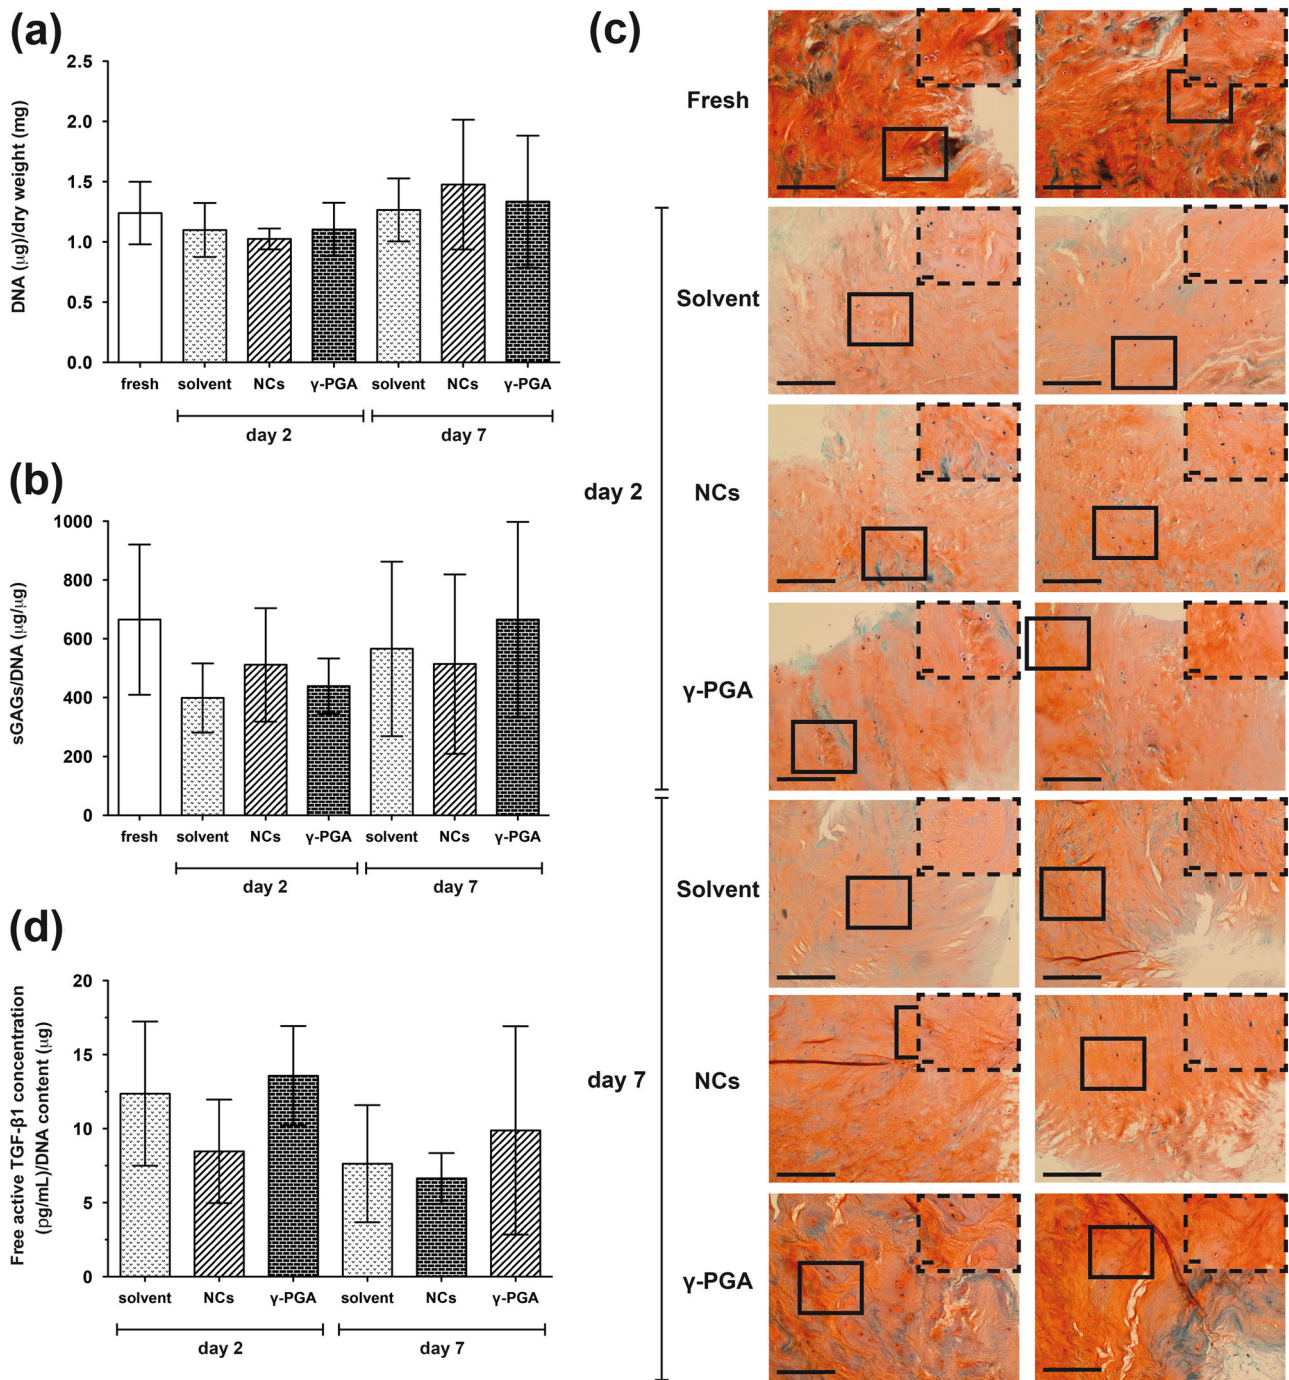 (a)
DNA (μg)/dry weight (mg)
2.5
2.0
1.5
1.0
0.5
0.0
fresh solvent NCs γ-PGA solvent NCs γ-PGA
day 2 day 7
(b)
sGAGs/DNA (μg/μg)
1000
800
600
400
200
0
fresh solvent NCs γ-PGA solvent NCs γ-PGA
day 2 day 7
(d)
Free active TGF-β1 concentration
(pg/mL)/DNA content (μg)
20
15
10
5
0
solvent NCs γ-PGA solvent NCs γ-PGA
day 2 day 7
(c)
Fresh
day 2
Solvent
NCs
γ-PGA
day 7
Solvent
NCs
γ-PGA